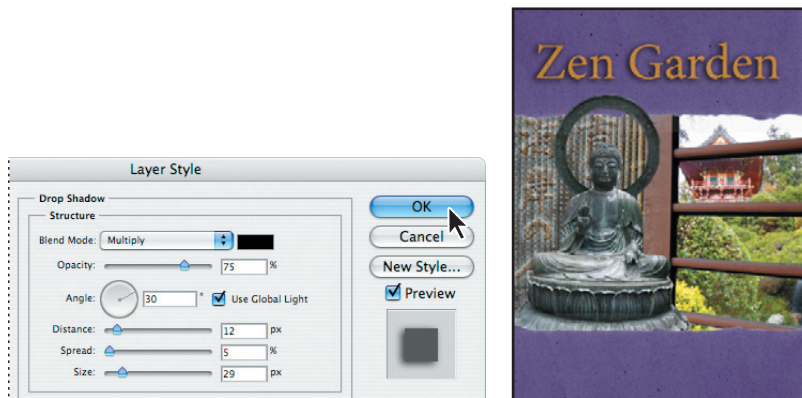 Layer Style
Drop Shadow
Structure
Blend Mode: Multiply
Opacity: 75 %
Angle: 30 ° Use Global Light
Distance: 12 px
Spread: 5 %
Size: 29 px
OK
Cancel
New Style...
Preview
Zen Garden